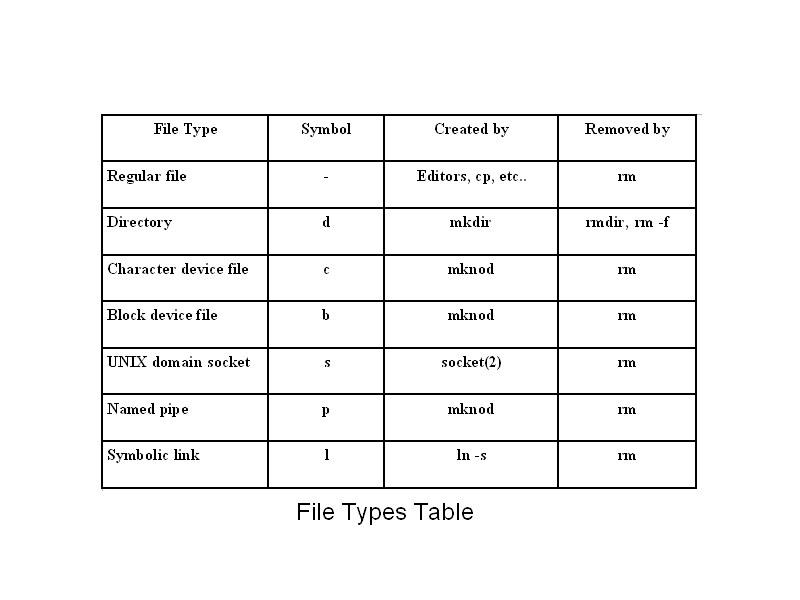 File Type Symbol Created by Removed by
Regular file - Editors, cp, etc.. rm
Directory d mkdir rmdir, rm -f
Character device file c mknod rm
Block device file b mknod rm
UNIX domain socket s socket(2) rm
Named pipe p mknod rm
Symbolic link l ln -s rm
File Types Table